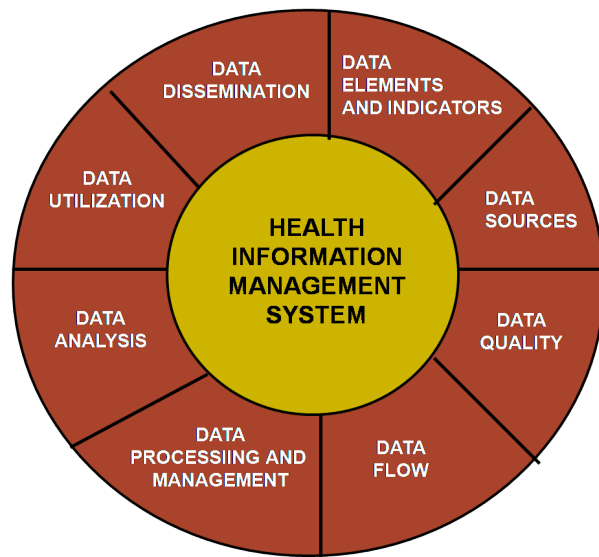 DATA
ELEMENTS
AND INDICATORS
DATA
SOURCES
DATA
QUALITY
DATA
FLOW
DATA
PROCESSIING AND
MANAGEMENT
DATA
ANALYSIS
DATA
UTILIZATION
DATA
DISSEMINATION
HEALTH
INFORMATION
MANAGEMENT
SYSTEM